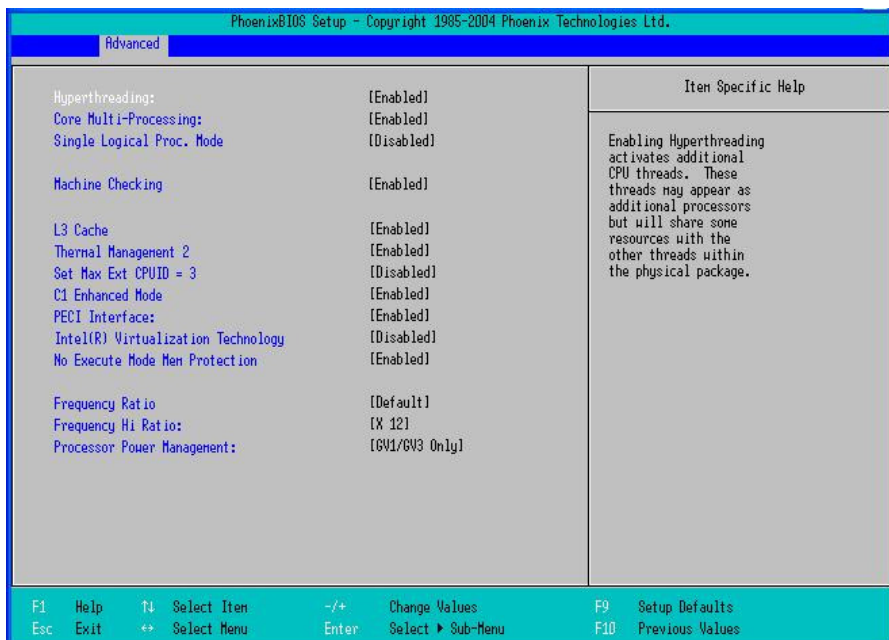 PhoenixBIOS Setup - Copyright 1985-2004 Phoenix Technologies Ltd.
Advanced
Hyperthreading: [Enabled]
Core Multi-Processing: [Enabled]
Single Logical Proc. Mode [Disabled]
Machine Checking [Enabled]
L3 Cache [Enabled]
Thermal Management 2 [Enabled]
Set Max Ext CPUID = 3 [Disabled]
C1 Enhanced Mode [Enabled]
PECI Interface: [Enabled]
Intel(R) Virtualization Technology [Disabled]
No Execute Mode Mem Protection [Enabled]
Frequency Ratio [Default]
Frequency Hi Ratio: [X 12]
Processor Power Management: [GV1/GV3 Only]
Item Specific Help
Enabling Hyperthreading
activates additional
CPU threads. These
threads may appear as
additional processors
but will share some
resources with the
other threads within
the physical package.
F1 Help ↑↓ Select Item -/+ Change Values F9 Setup Defaults
Esc Exit ↔ Select Menu Enter Select ▶ Sub-Menu F10 Previous Values